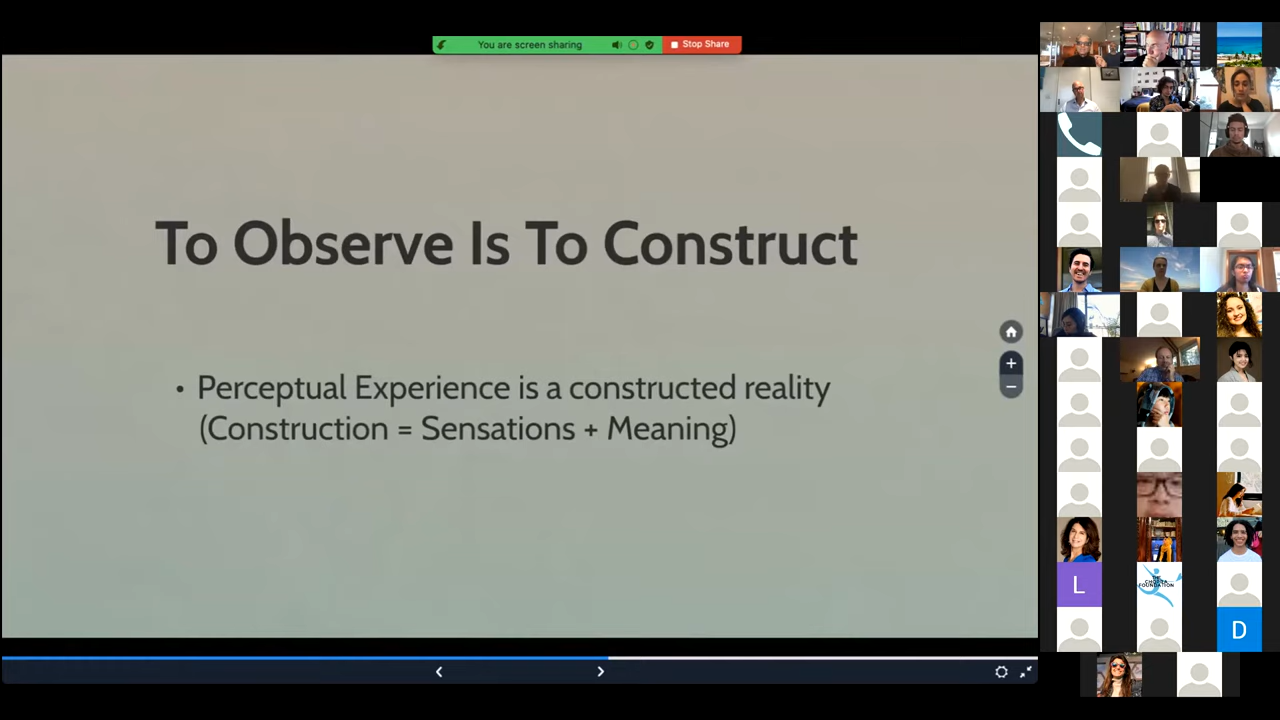 You are screen sharing
Stop Share
To Observe Is To Construct
• Perceptual Experience is a constructed reality
(Construction = Sensations + Meaning)
L
FOUNDATION
D